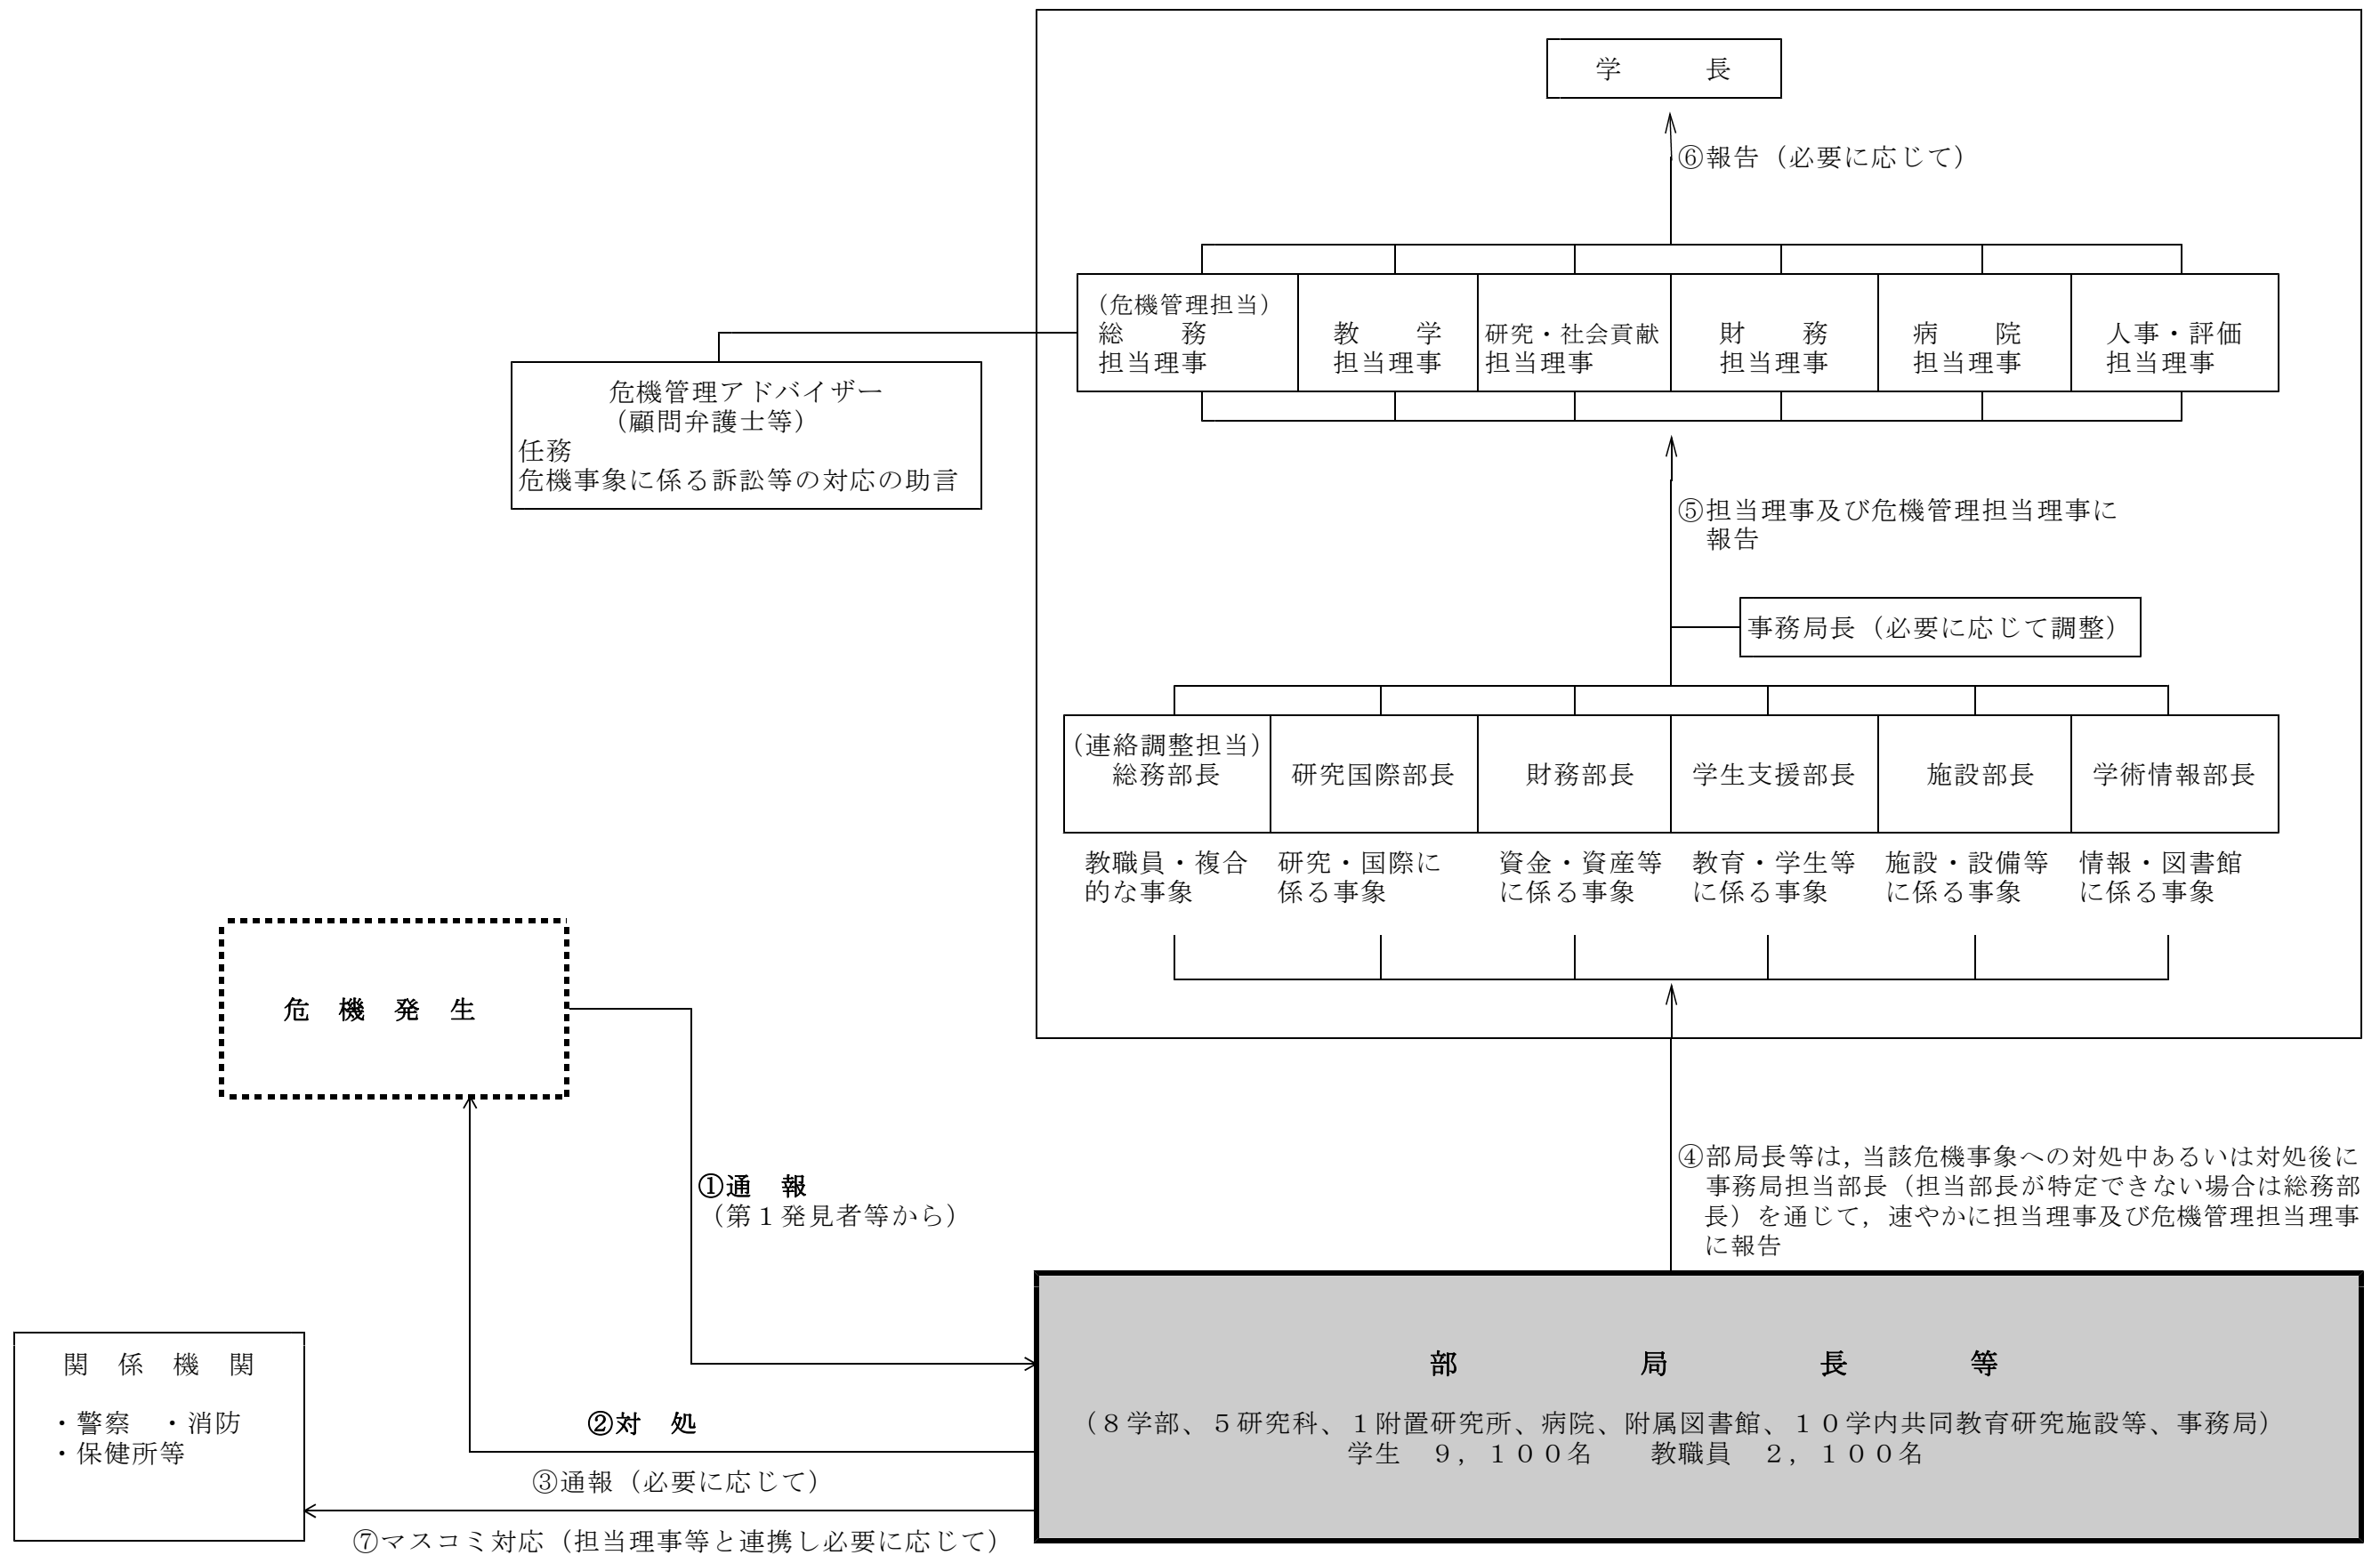 学　　　長
⑥報告（必要に応じて）
（危機管理担当）
総　　務
担当理事
教　　学
担当理事
研究・社会貢献
担当理事
財　　務
担当理事
病　　院
担当理事
人事・評価
担当理事
危機管理アドバイザー
（顧問弁護士等）
任務
危機事象に係る訴訟等の対応の助言
⑤担当理事及び危機管理担当理事に
報告
事務局長（必要に応じて調整）
（連絡調整担当）
総務部長
研究国際部長
財務部長
学生支援部長
施設部長
学術情報部長
教職員・複合
的な事象
研究・国際に
係る事象
資金・資産等
に係る事象
教育・学生等
に係る事象
施設・設備等
に係る事象
情報・図書館
に係る事象
危　機　発　生
①通　報
（第１発見者等から）
④部局長等は，当該危機事象への対処中あるいは対処後に
事務局担当部長（担当部長が特定できない場合は総務部
長）を通じて，速やかに担当理事及び危機管理担当理事
に報告
関　係　機　関
・警察　・消防
・保健所等
②対　処
③通報（必要に応じて）
⑦マスコミ対応（担当理事等と連携し必要に応じて）
部　　　局　　　長　　　等
（８学部、５研究科、１附置研究所、病院、附属図書館、１０学内共同教育研究施設等、事務局）
学生　９，１００名　　教職員　２，１００名